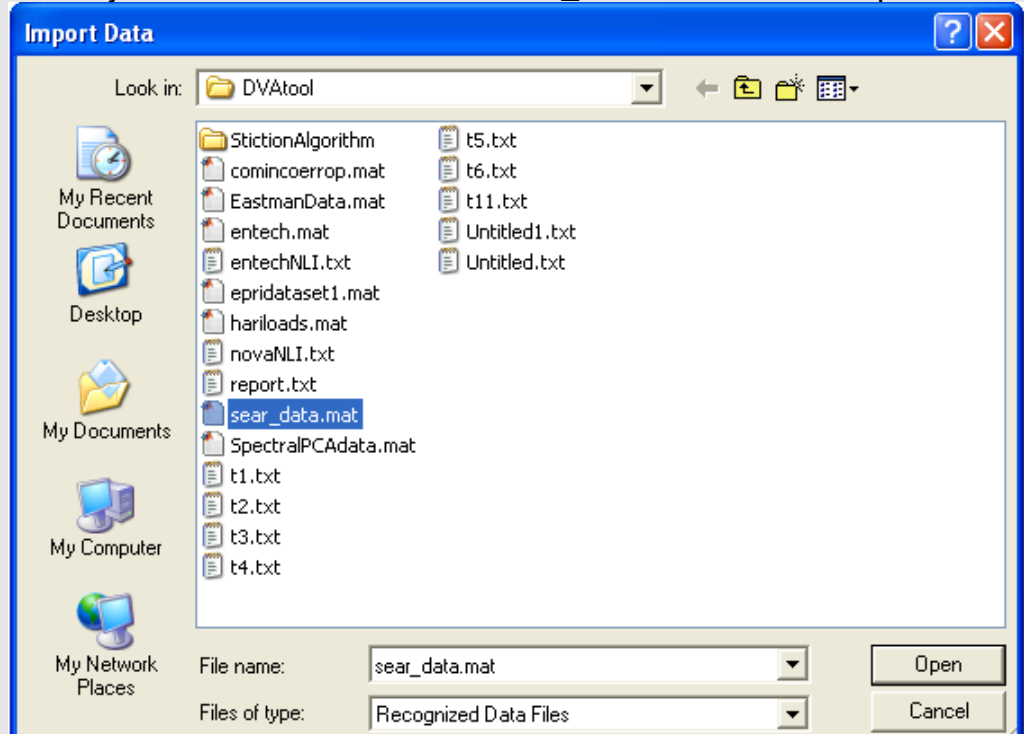 Import Data
Look in: DVAtool
My Recent
Documents
Desktop
My Documents
My Computer
My Network
Places
StictionAlgorithm
comincoerrop.mat
EastmanData.mat
entech.mat
entechNLI.txt
epridataset1.mat
hariloads.mat
novaNLI.txt
report.txt
sear_data.mat
SpectralPCAdata.mat
t1.txt
t2.txt
t3.txt
t4.txt
t5.txt
t6.txt
t11.txt
Untitled1.txt
Untitled.txt
File name: sear_data.mat Open
Files of type: Recognized Data Files Cancel